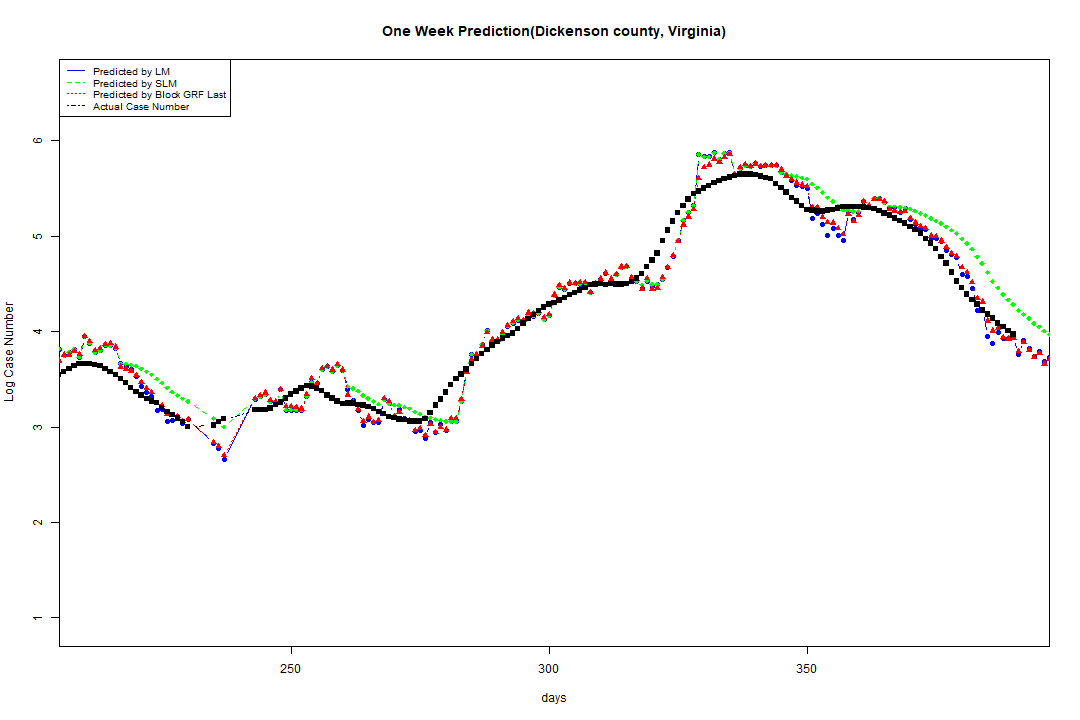 One Week Prediction(Dickenson county, Virginia)
Predicted by LM
Predicted by SLM
Predicted by Block GRF Last
Actual Case Number
Log Case Number
6
5
4
3
2
1
250 300 350
days